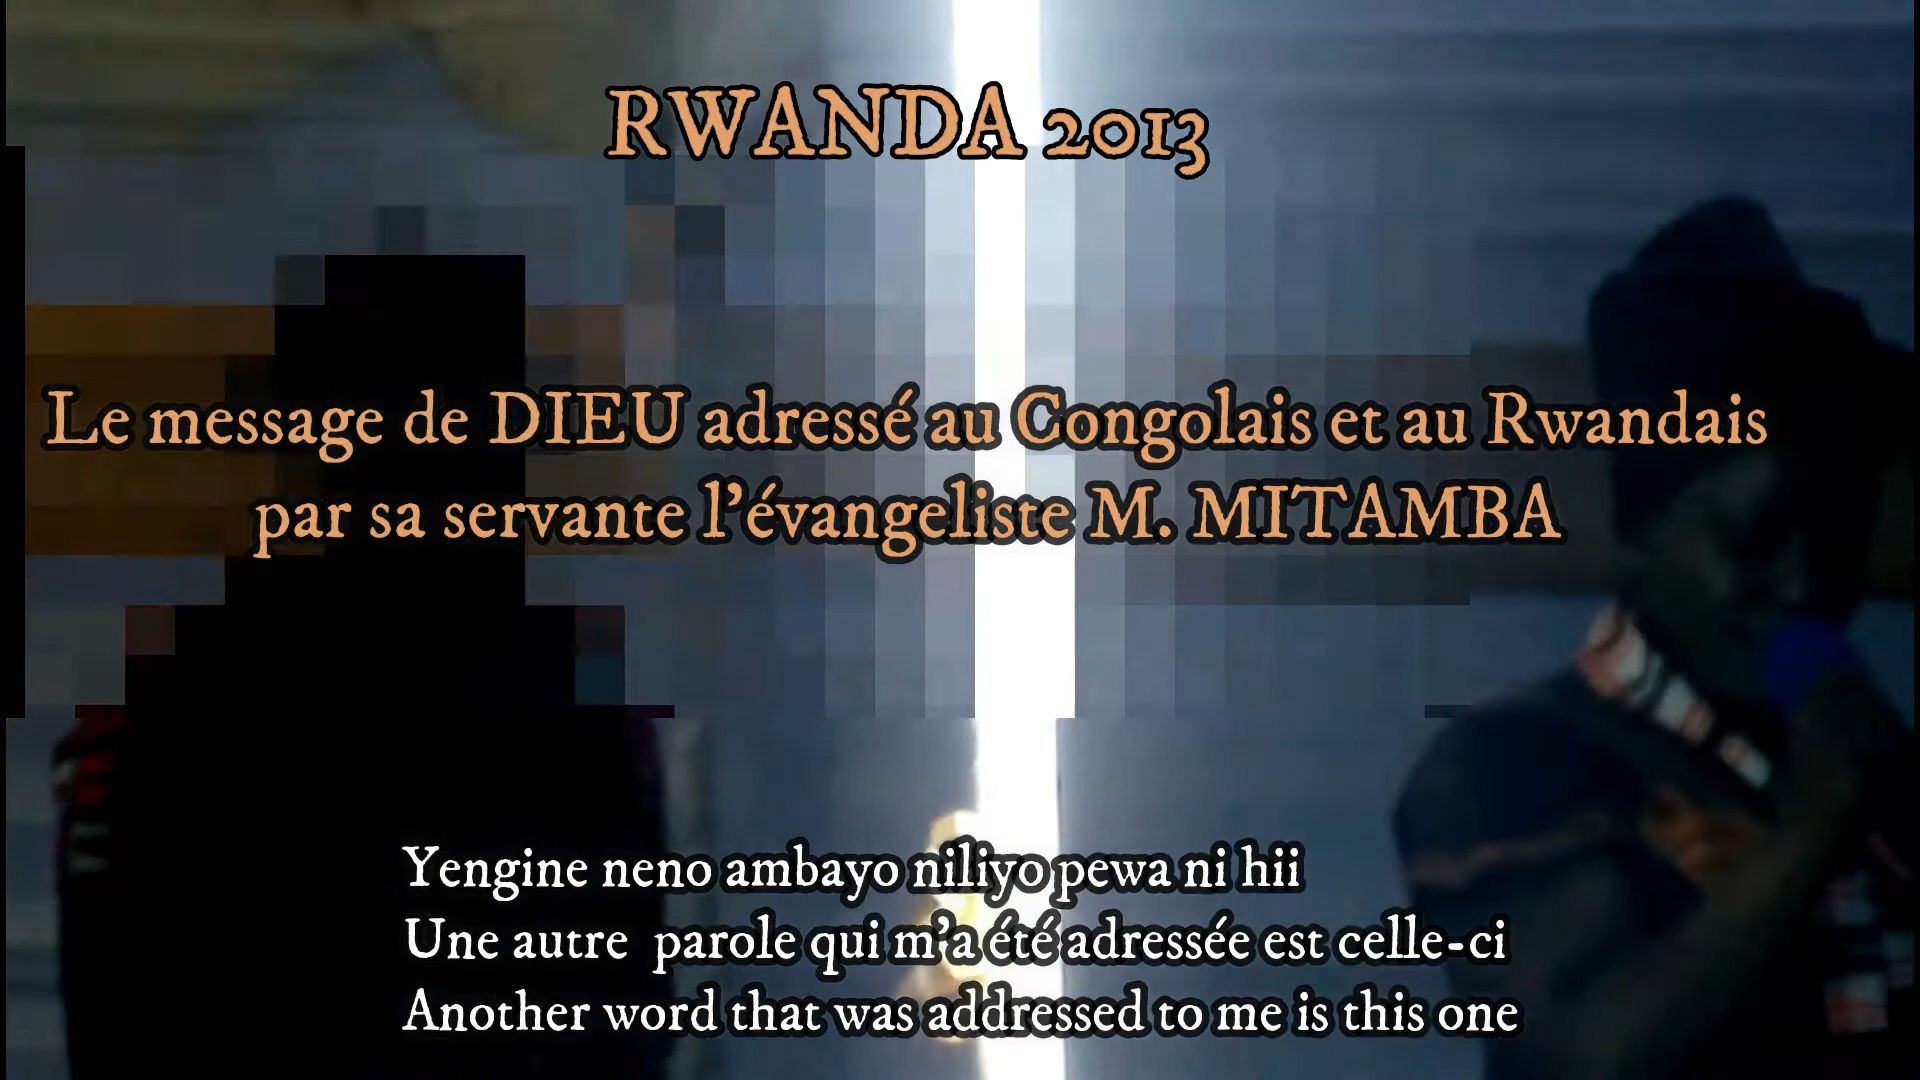 RWANDA 2013
Le message de DIEU adressé au Congolais et au Rwandais
par sa servante l'évangeliste M. MITAMBA
Yengine neno ambayo niliyo pewa ni hii
Une autre parole qui m'a été adressée est celle-ci
Another word that was addressed to me is this one